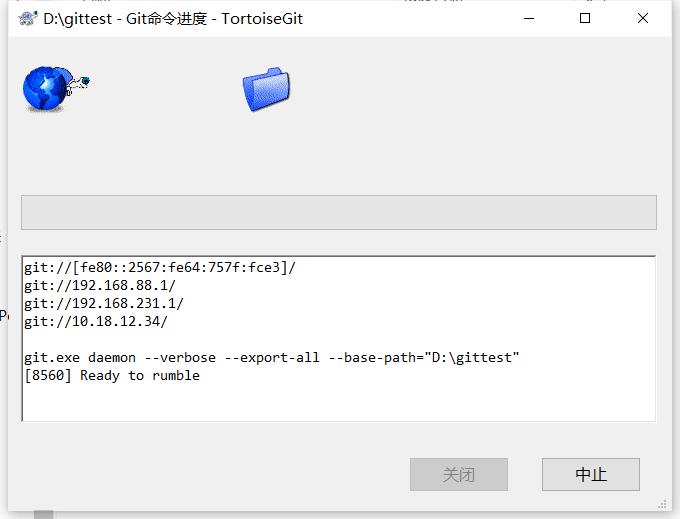 D:\gittest - Git命令进度 - TortoiseGit
git://[fe80::2567:fe64:757f:fce3]/
git://192.168.88.1/
git://192.168.231.1/
git://10.18.12.34/
git.exe daemon --verbose --export-all --base-path="D:\gittest"
[8560] Ready to rumble
关闭
中止